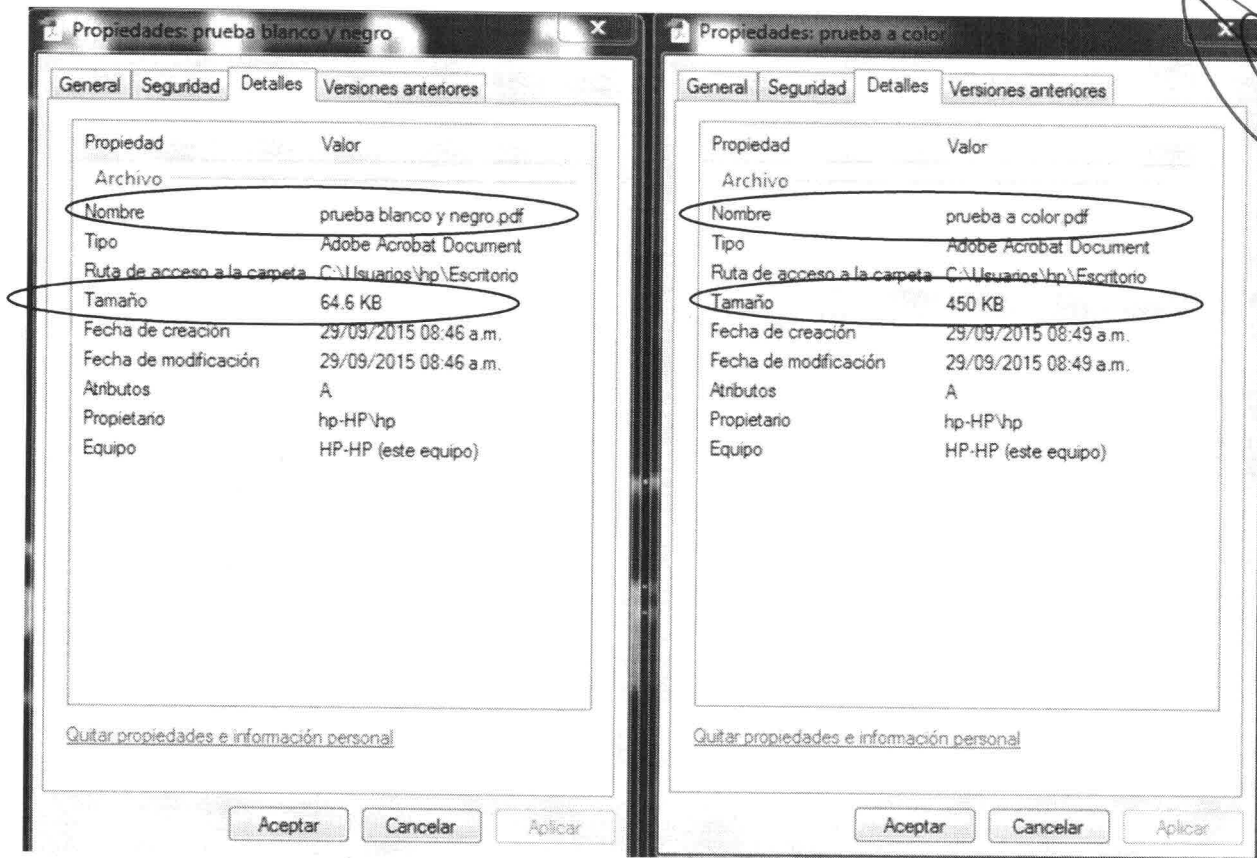 Propiedades: prueba blanco y negro
General Seguridad Detalles Versiones anteriores
Propiedad Valor
Archivo
Nombre prueba blanco y negro.pdf
Tipo Adobe Acrobat Document
Ruta de acceso a la carpeta C:\Usuarios\hp\Escritorio
Tamaño 64.6 KB
Fecha de creación 29/09/2015 08:46 a.m.
Fecha de modificación 29/09/2015 08:46 a.m.
Atributos A
Propietario hp-HP\hp
Equipo HP-HP (este equipo)
Quitar propiedades e información personal
Aceptar Cancelar Aplicar
Propiedades: prueba a color
General Seguridad Detalles Versiones anteriores
Propiedad Valor
Archivo
Nombre prueba a color.pdf
Tipo Adobe Acrobat Document
Ruta de acceso a la carpeta C:\Usuarios\hp\Escritorio
Tamaño 450 KB
Fecha de creación 29/09/2015 08:49 a.m.
Fecha de modificación 29/09/2015 08:49 a.m.
Atributos A
Propietario hp-HP\hp
Equipo HP-HP (este equipo)
Quitar propiedades e información personal
Aceptar Cancelar Aplicar